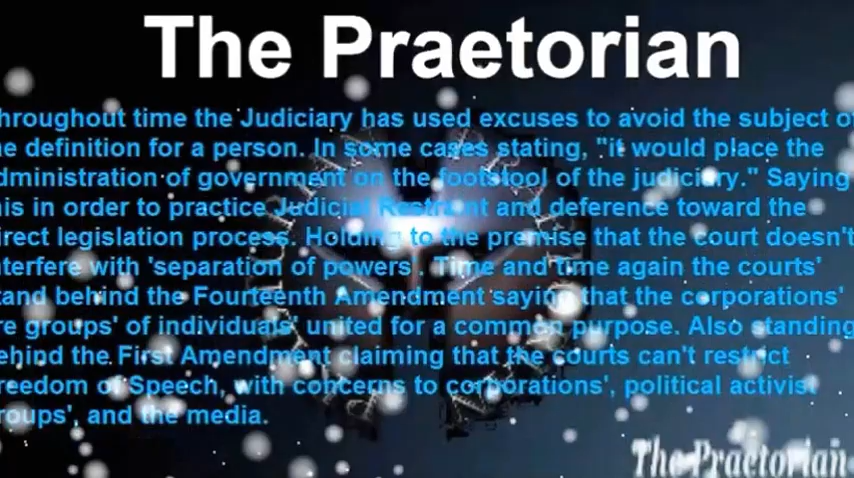 The Praetorian
hroughout time the Judiciary has used excuses to avoid the subject o
e definition for a person. In some cases stating, "it would place the
dministration of government on the footstool of the judiciary." Saying
is in order to practice Judicial Restraint and deference toward the
irect legislation process. Holding to the premise that the court doesn't
nterfere with 'separation of powers'. Time and Time again the courts'
tand behind the Fourteenth Amendment saying that the corporations'
re groups' of individuals' united for a common purpose. Also standing
ehind the First Amendment claiming that the courts can't restrict
reedom of Speech, with concerns to corporations', political activist
roups', and the media.
The Praetorian